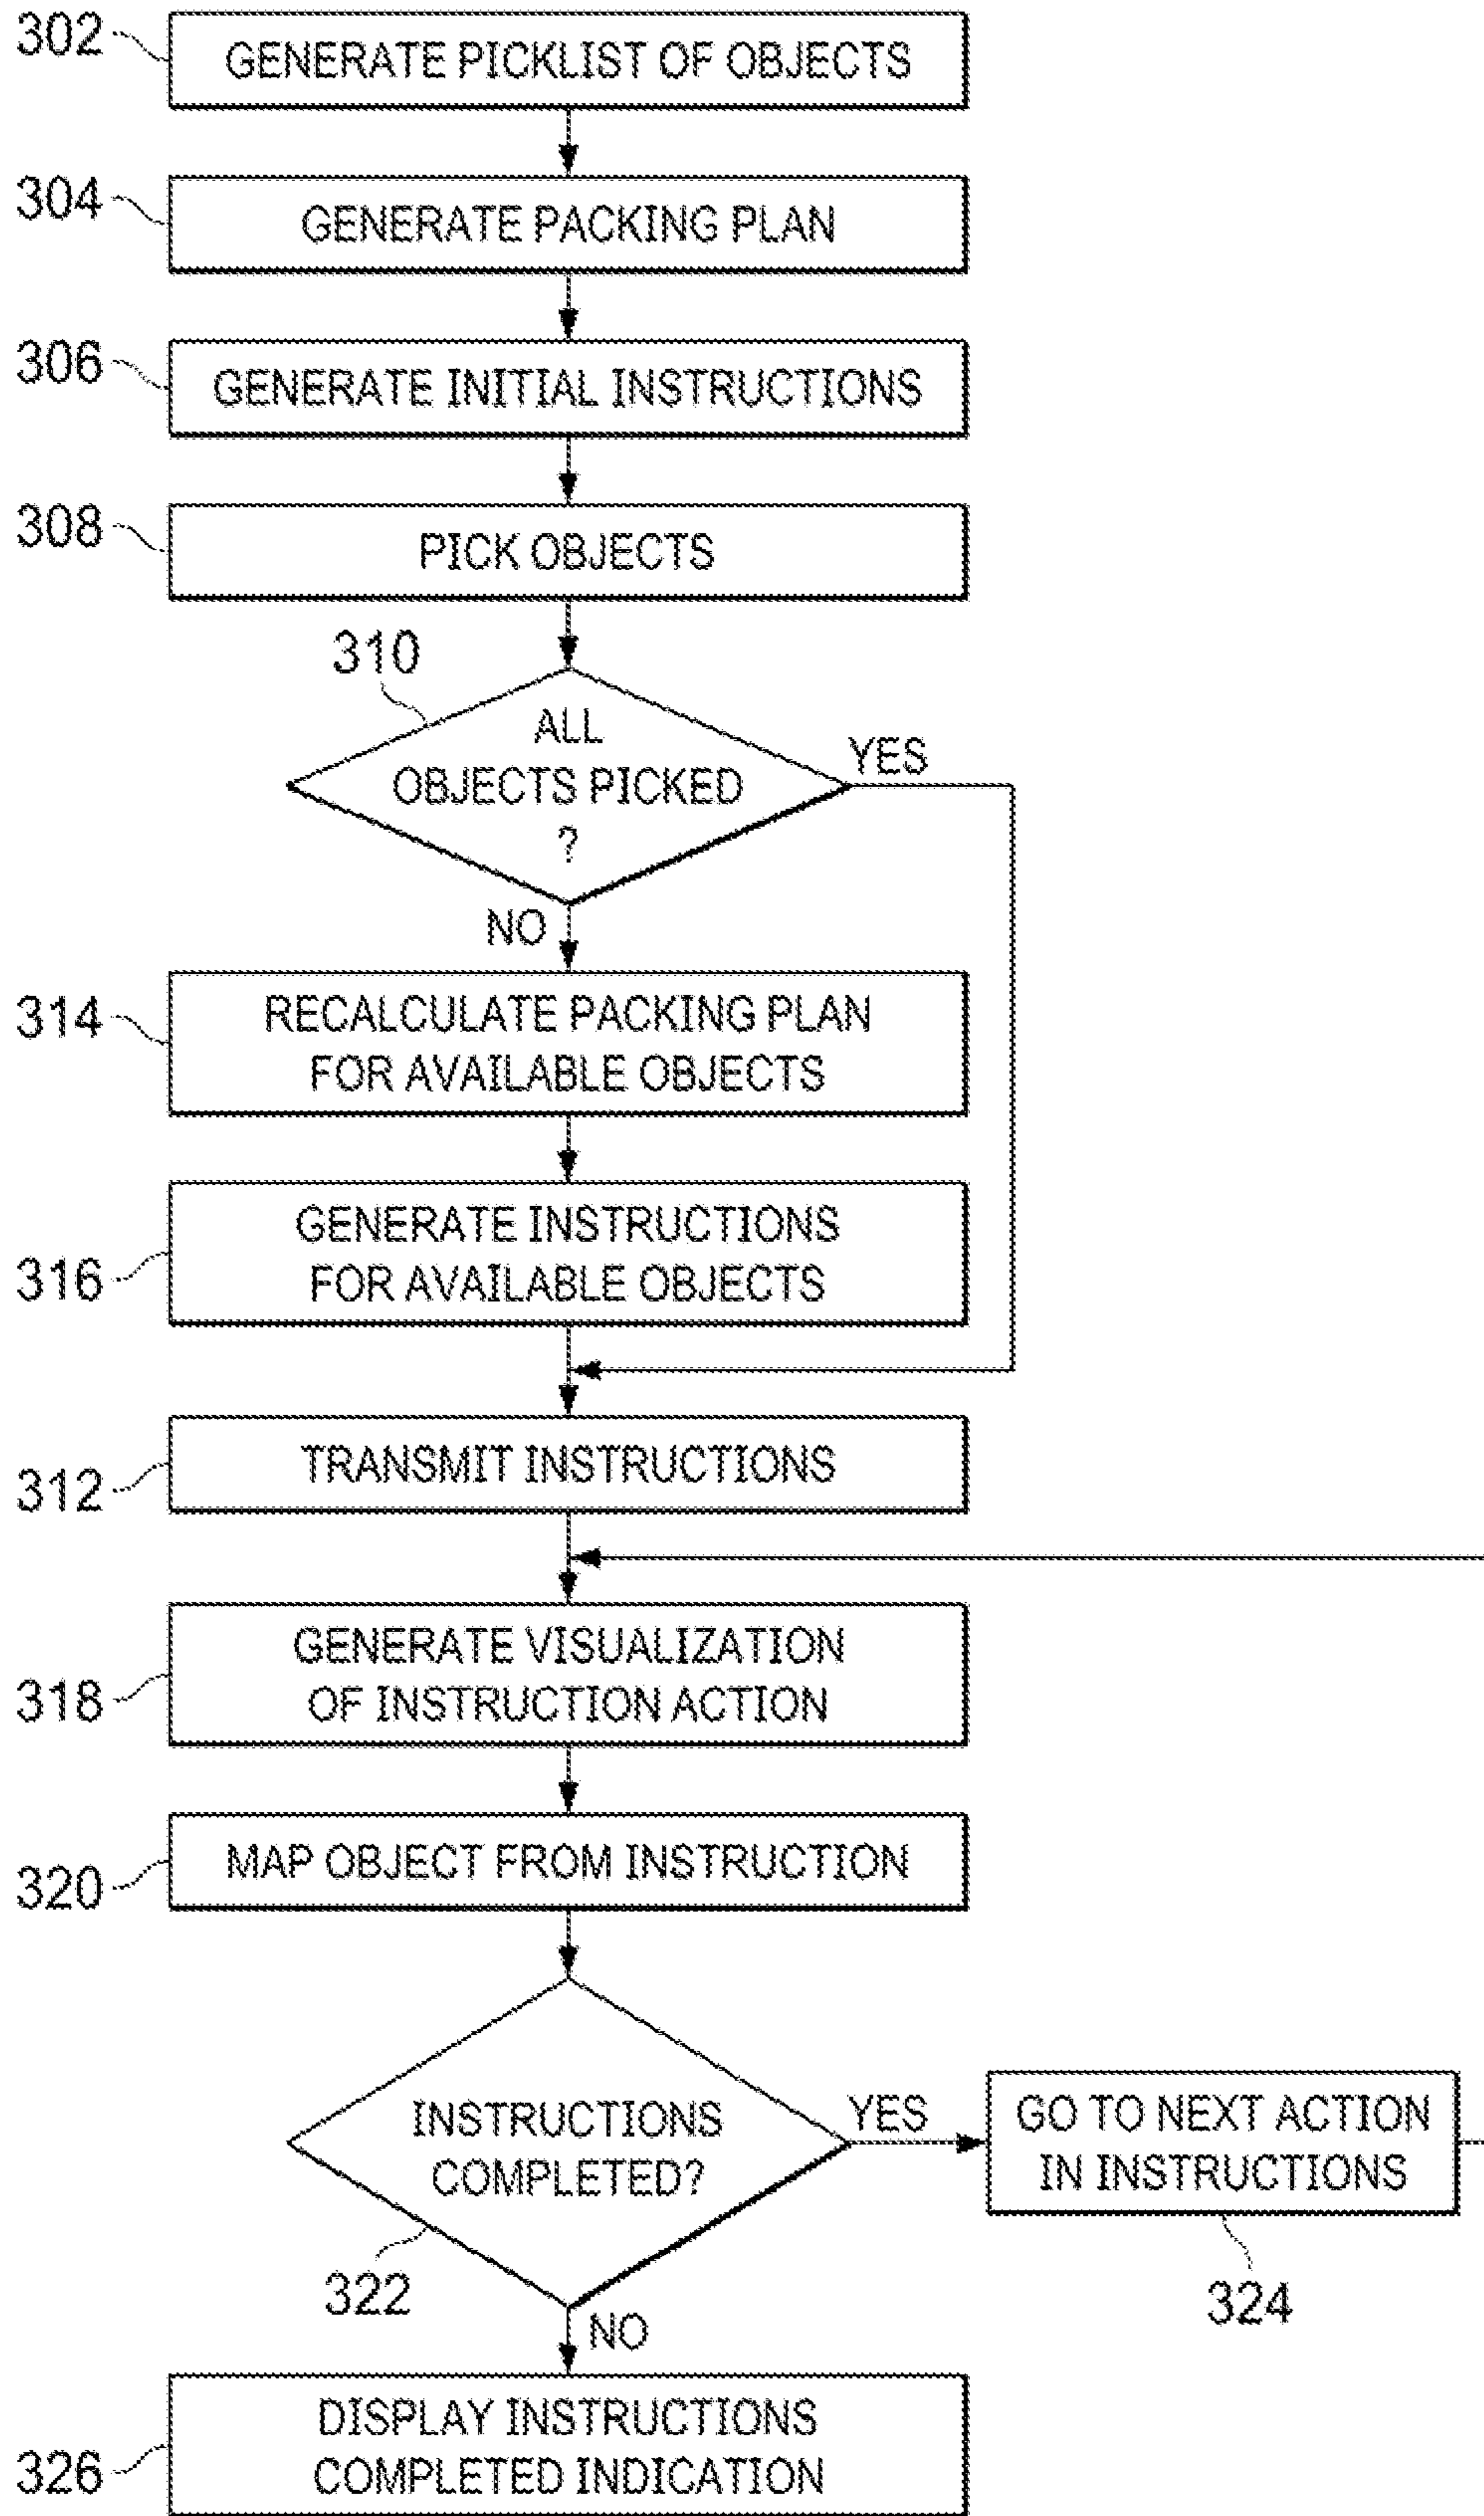 302
GENERATE PICKLIST OF OBJECTS
304
GENERATE PACKING PLAN
306
GENERATE INITIAL INSTRUCTIONS
308
PICK OBJECTS
310
ALL
OBJECTS PICKED
?
YES
NO
314
RECALCULATE PACKING PLAN
FOR AVAILABLE OBJECTS
316
GENERATE INSTRUCTIONS
FOR AVAILABLE OBJECTS
312
TRANSMIT INSTRUCTIONS
318
GENERATE VISUALIZATION
OF INSTRUCTION ACTION
320
MAP OBJECT FROM INSTRUCTION
INSTRUCTIONS
COMPLETED?
322
YES
GO TO NEXT ACTION
IN INSTRUCTIONS
324
NO
326
DISPLAY INSTRUCTIONS
COMPLETED INDICATION